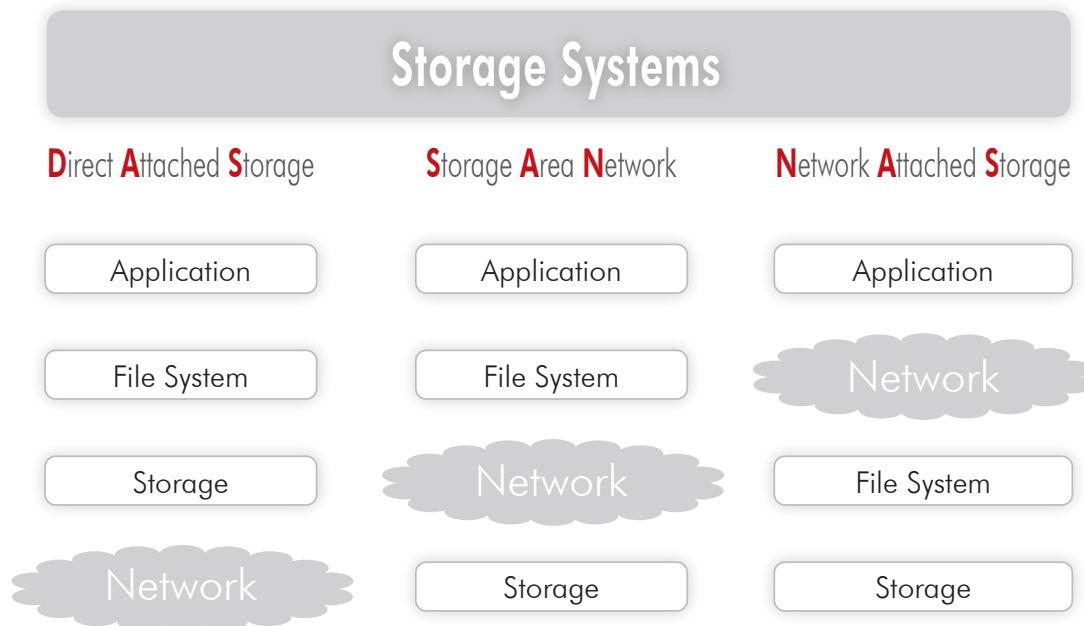 Storage Systems
Direct Attached Storage
Application
File System
Storage
Network
Storage Area Network
Application
File System
Network
Storage
Network Attached Storage
Application
Network
File System
Storage